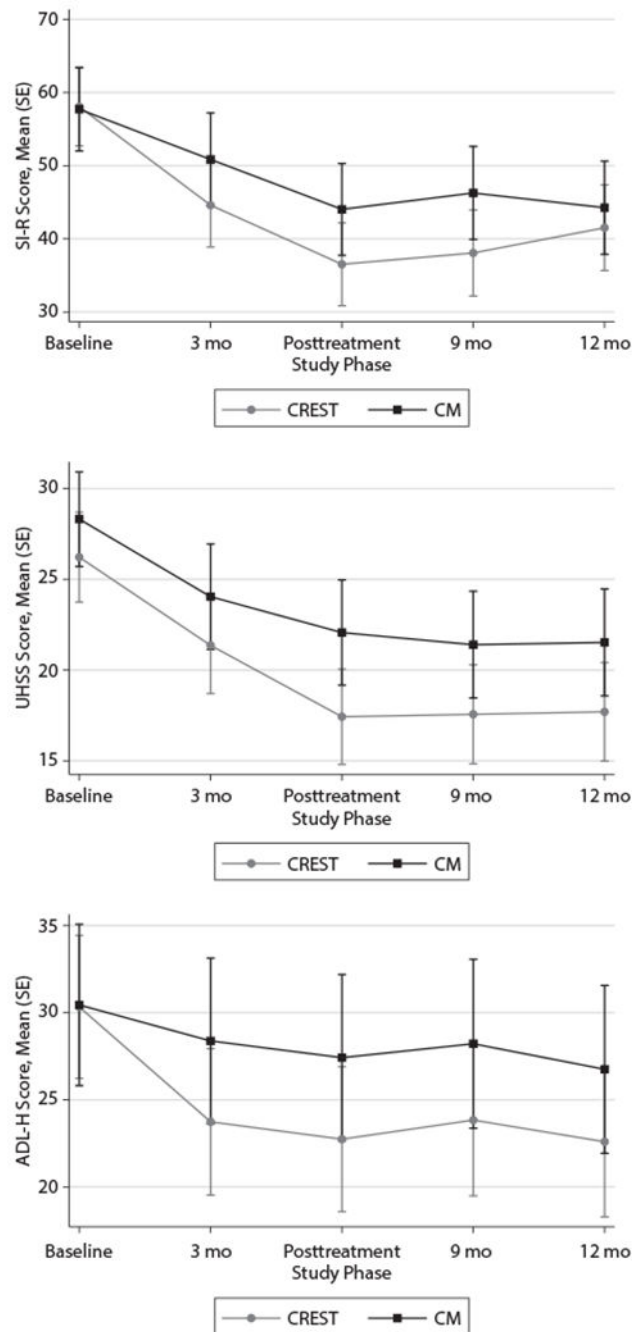 SI-R Score, Mean (SE)
70
60
50
40
30
Baseline 3 mo Posttreatment 9 mo 12 mo
Study Phase
CREST CM
UHSS Score, Mean (SE)
30
25
20
15
Baseline 3 mo Posttreatment 9 mo 12 mo
Study Phase
CREST CM
ADL-H Score, Mean (SE)
35
30
25
20
Baseline 3 mo Posttreatment 9 mo 12 mo
Study Phase
CREST CM